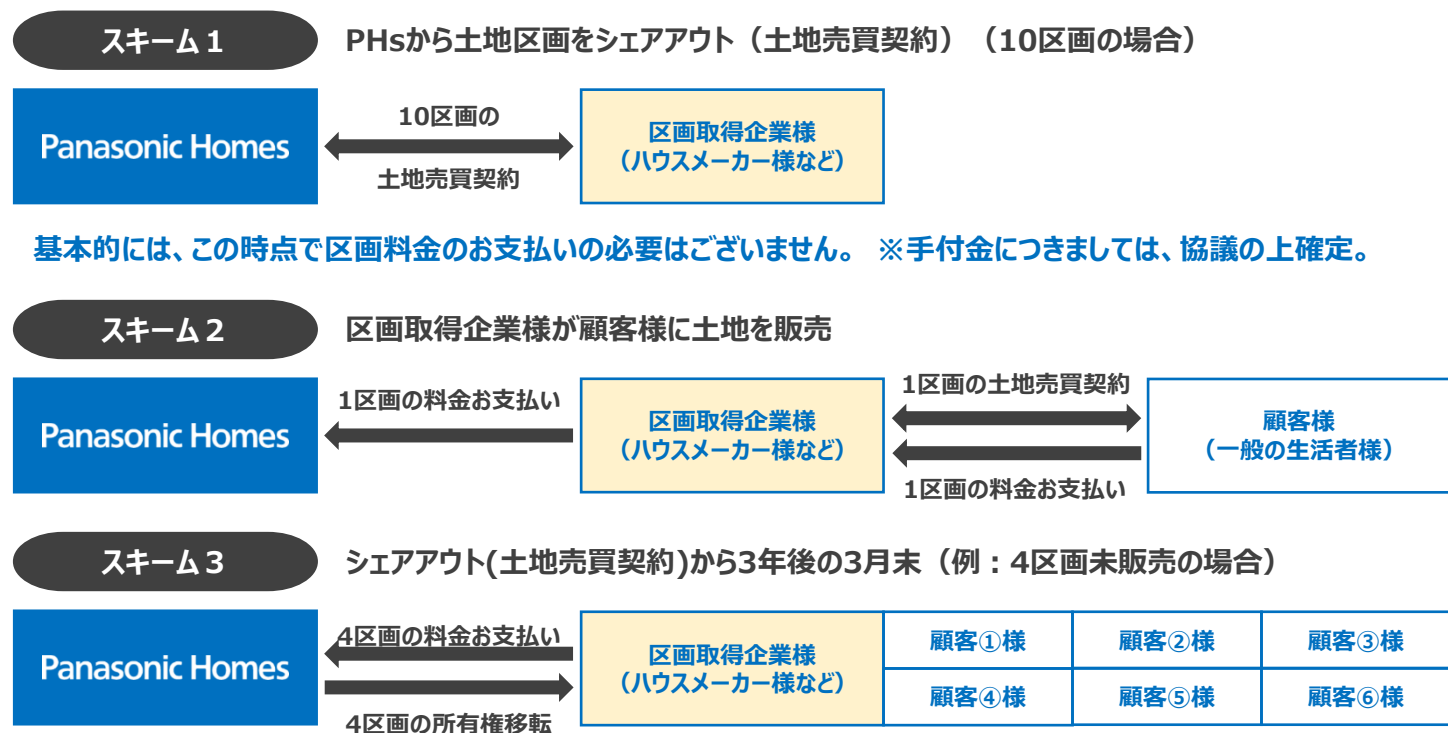 スキーム１
PHsから土地区画をシェアアウト（土地売買契約）（10区画の場合）
Panasonic Homes
10区画の
土地売買契約
区画取得企業様
（ハウスメーカー様など）
基本的には、この時点で区画料金のお支払いの必要はございません。 ※手付金につきましては、協議の上確定。
スキーム２
区画取得企業様が顧客様に土地を販売
Panasonic Homes
1区画の料金お支払い
区画取得企業様
（ハウスメーカー様など）
1区画の土地売買契約
1区画の料金お支払い
顧客様
（一般の生活者様）
スキーム３
シェアアウト(土地売買契約)から3年後の3月末（例：4区画未販売の場合）
Panasonic Homes
4区画の料金お支払い
4区画の所有権移転
区画取得企業様
（ハウスメーカー様など）
顧客①様
顧客②様
顧客③様
顧客④様
顧客⑤様
顧客⑥様